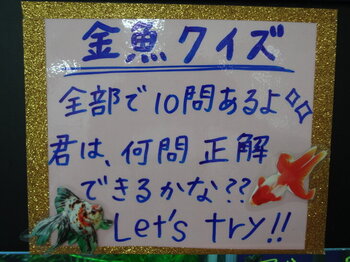 金魚クイズ
全部で10問あるよ
君は、何問正解
できるかな??
Let's try!!